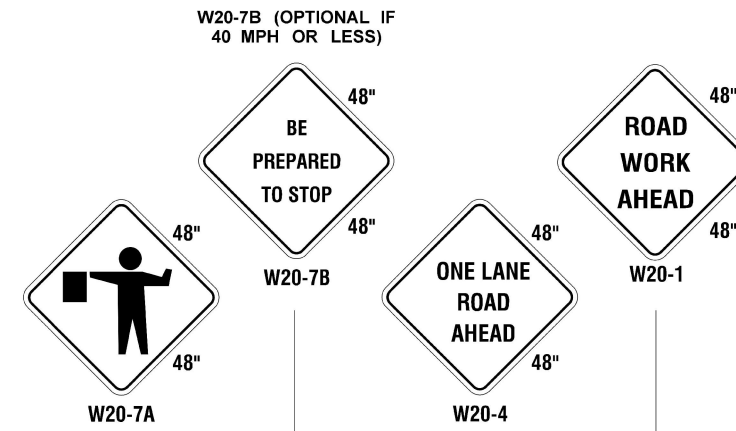 W20-7B (OPTIONAL IF
40 MPH OR LESS)
48"
BE
PREPARED
TO STOP
48"
W20-7B
48"
ROAD
WORK
AHEAD
48"
W20-1
48"
48"
W20-7A
48"
ONE LANE
ROAD
AHEAD
48"
W20-4